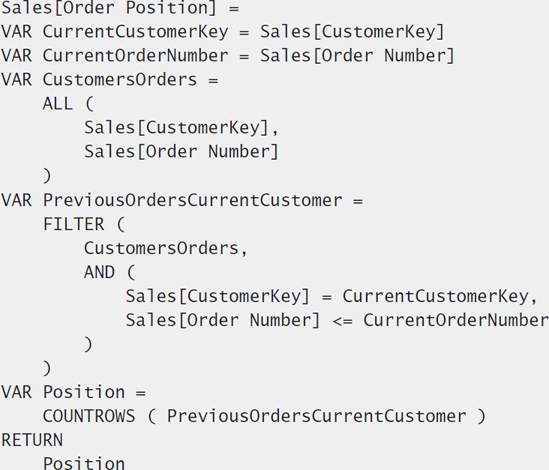 Sales[Order Position] =
VAR CurrentCustomerKey = Sales[CustomerKey]
VAR CurrentOrderNumber = Sales[Order Number]
VAR CustomersOrders =
    ALL (
        Sales[CustomerKey],
        Sales[Order Number]
    )
VAR PreviousOrdersCurrentCustomer =
    FILTER (
        CustomersOrders,
        AND (
            Sales[CustomerKey] = CurrentCustomerKey,
            Sales[Order Number] <= CurrentOrderNumber
        )
    )
VAR Position =
    COUNTROWS ( PreviousOrdersCurrentCustomer )
RETURN
    Position